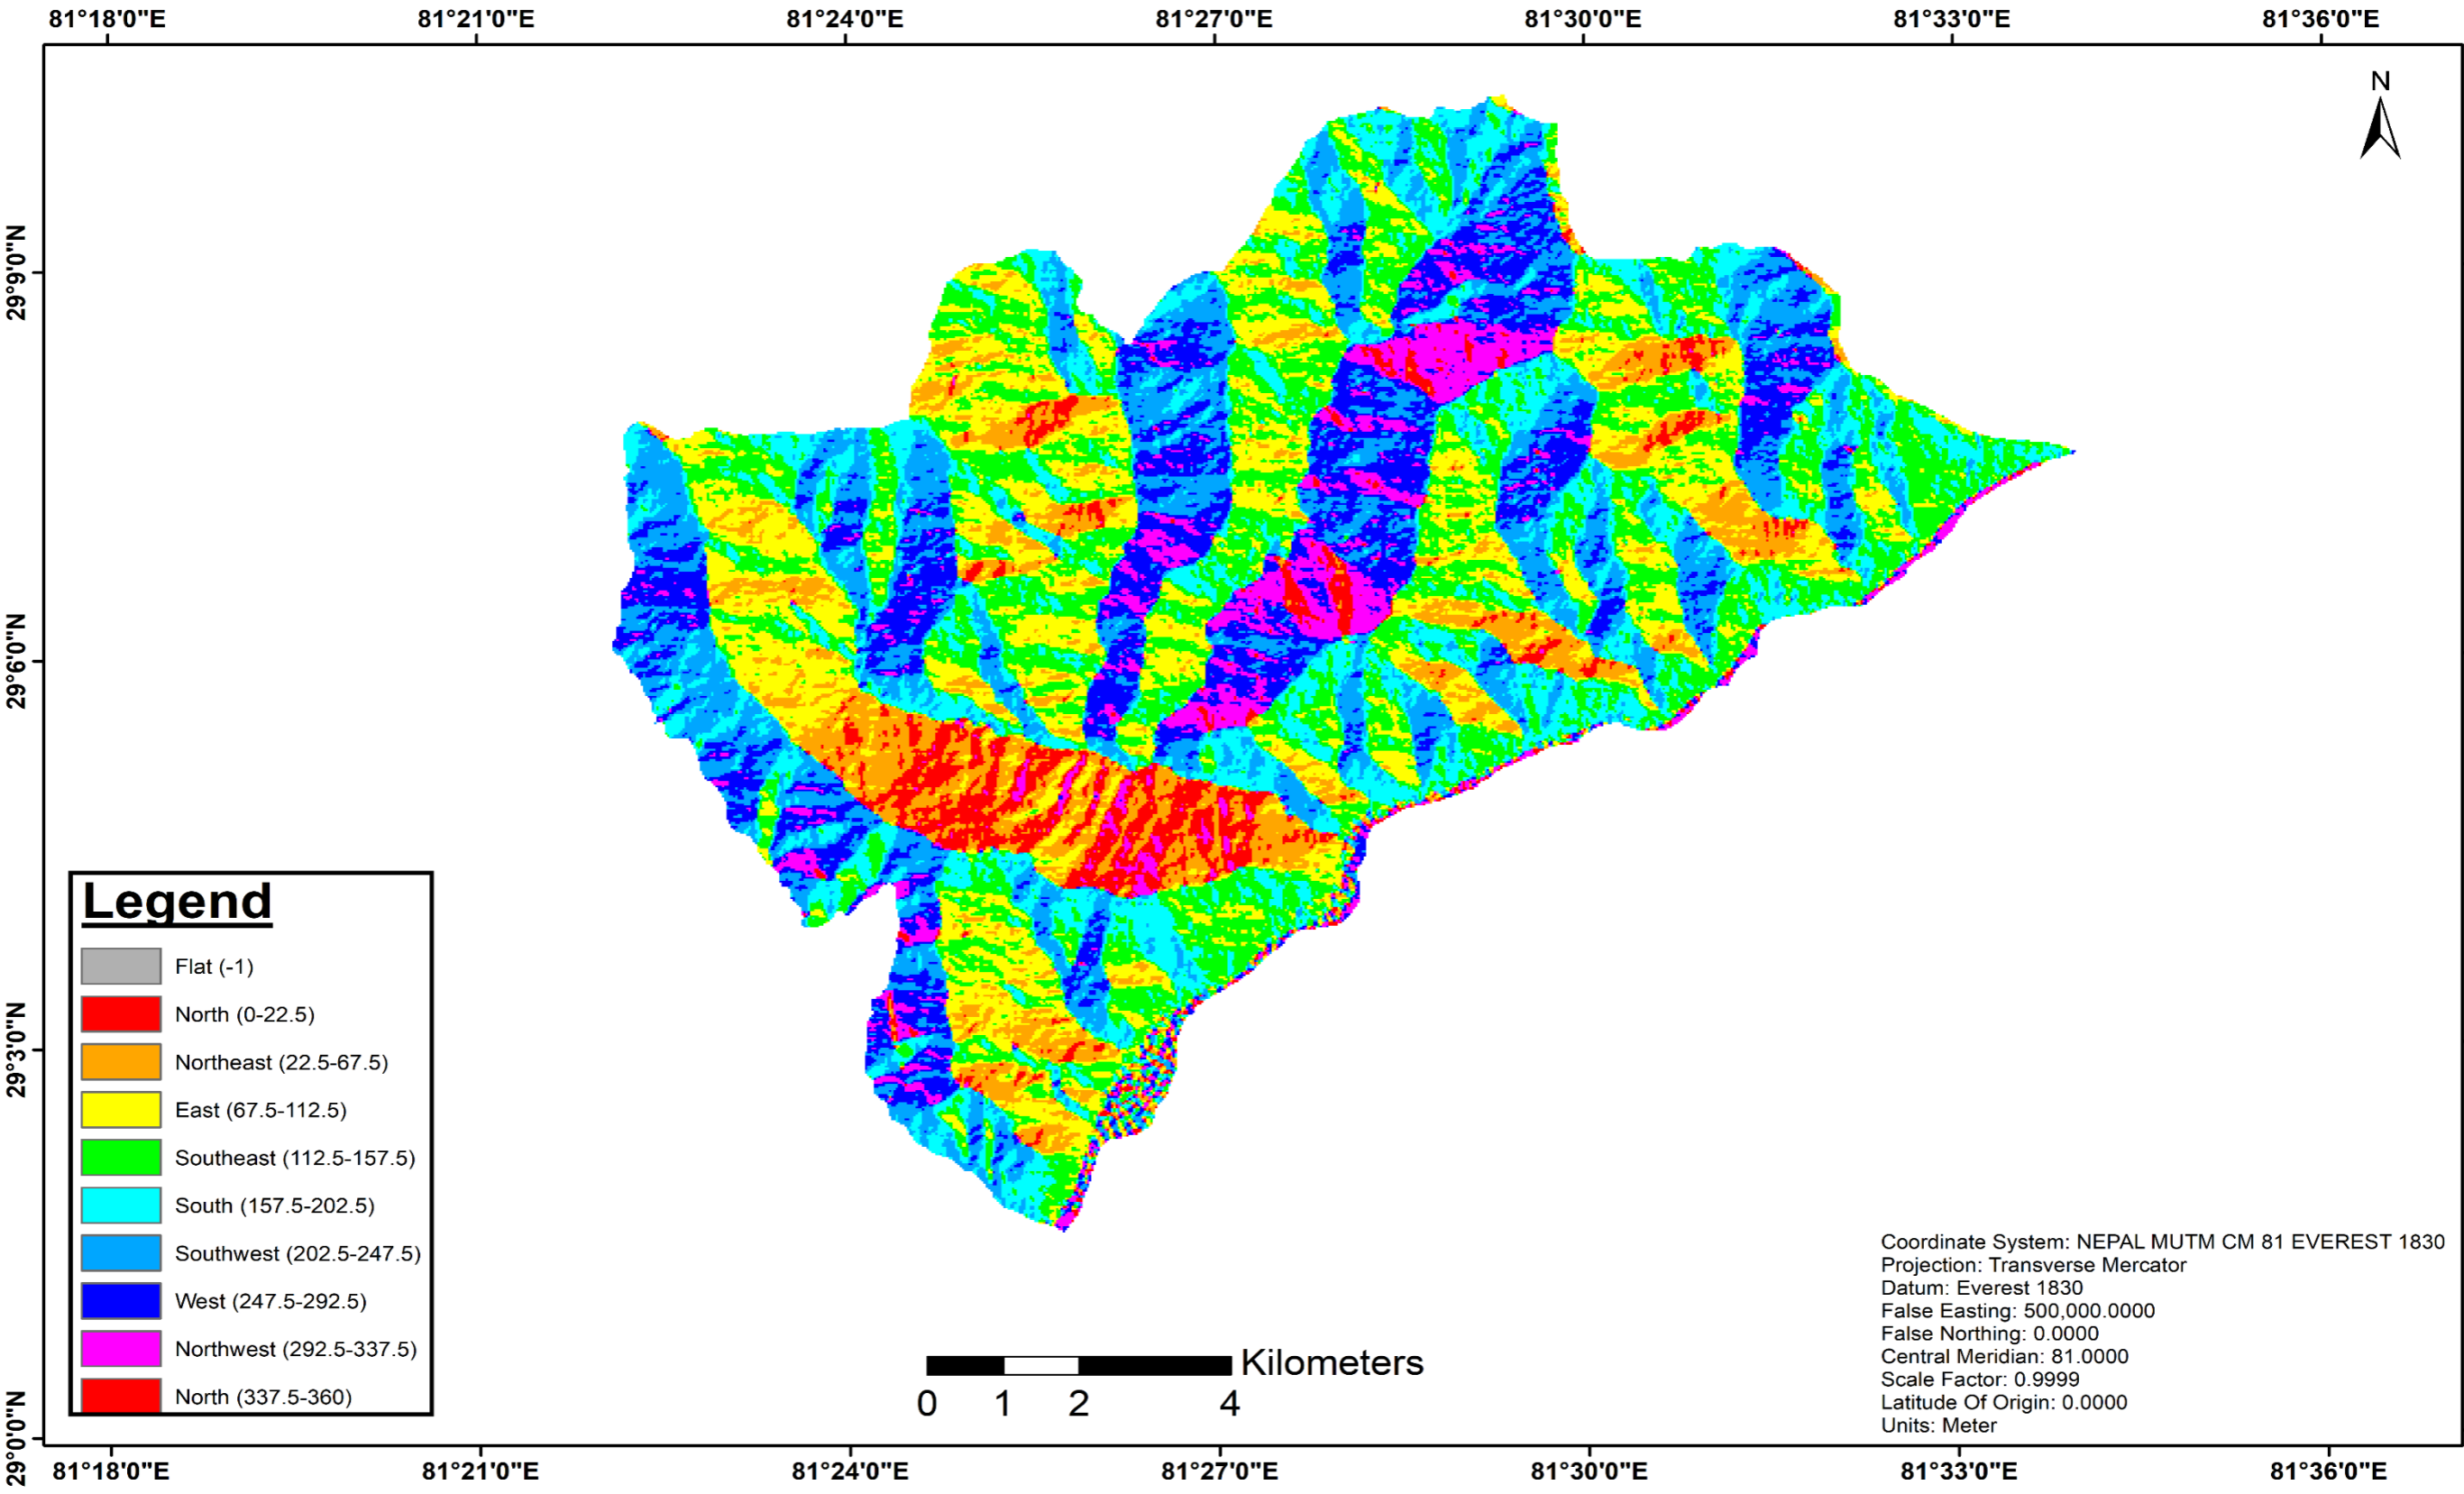 81°18'0"E 81°21'0"E 81°24'0"E 81°27'0"E 81°30'0"E 81°33'0"E 81°36'0"E
N
29°9'0"N
29°6'0"N
29°3'0"N
29°0'0"N
Legend
Flat (-1)
North (0-22.5)
Northeast (22.5-67.5)
East (67.5-112.5)
Southeast (112.5-157.5)
South (157.5-202.5)
Southwest (202.5-247.5)
West (247.5-292.5)
Northwest (292.5-337.5)
North (337.5-360)
Kilometers
0 1 2 4
Coordinate System: NEPAL MUTM CM 81 EVEREST 1830
Projection: Transverse Mercator
Datum: Everest 1830
False Easting: 500,000.0000
False Northing: 0.0000
Central Meridian: 81.0000
Scale Factor: 0.9999
Latitude Of Origin: 0.0000
Units: Meter
81°18'0"E 81°21'0"E 81°24'0"E 81°27'0"E 81°30'0"E 81°33'0"E 81°36'0"E